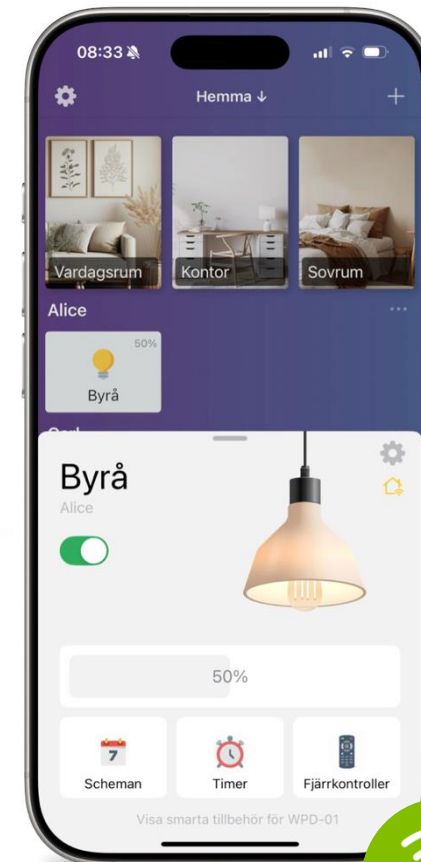 08:33
Hemma ↓
Vardagsrum
Kontor
Sovrum
Alice
50%
Byrå
Byrå
Alice
50%
7
Scheman
Timer
Fjärrkontroller
Visa smarta tillbehör för WPD-01